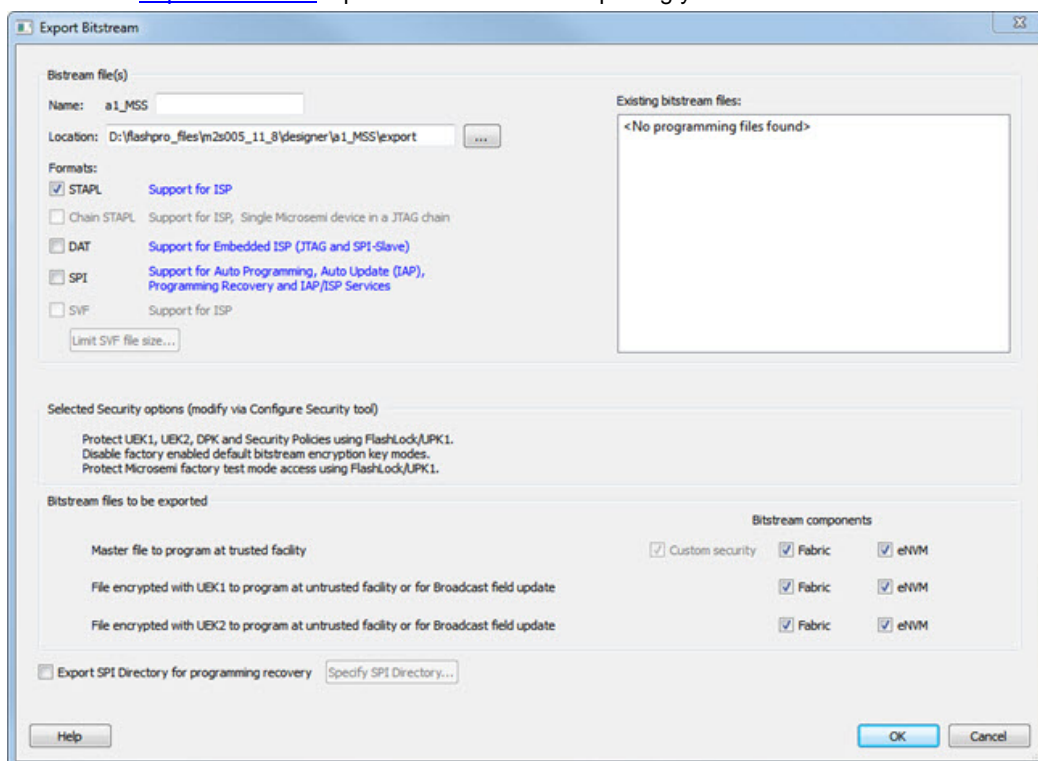 Export Bitstream
Bistream file(s)
Name: a1_MSS
Existing bitstream files:
<No programming files found>
Location: D:\flashpro_files\m2s005_11_8\designer\a1_MSS\export ...
Formats:
STAPL Support for ISP
Chain STAPL Support for ISP, Single Microsemi device in a JTAG chain
DAT Support for Embedded ISP (JTAG and SPI-Slave)
SPI Support for Auto Programming, Auto Update (IAP),
Programming Recovery and IAP/ISP Services
SVF Support for ISP
Limit SVF file size...
Selected Security options (modify via Configure Security tool)
Protect UEK1, UEK2, DPK and Security Policies using FlashLock/UPK1.
Disable factory enabled default bitstream encryption key modes.
Protect Microsemi factory test mode access using FlashLock/UPK1.
Bitstream files to be exported
Bitstream components
Master file to program at trusted facility Custom security Fabric eNVM
File encrypted with UEK1 to program at untrusted facility or for Broadcast field update Fabric eNVM
File encrypted with UEK2 to program at untrusted facility or for Broadcast field update Fabric eNVM
Export SPI Directory for programming recovery Specify SPI Directory...
Help OK Cancel